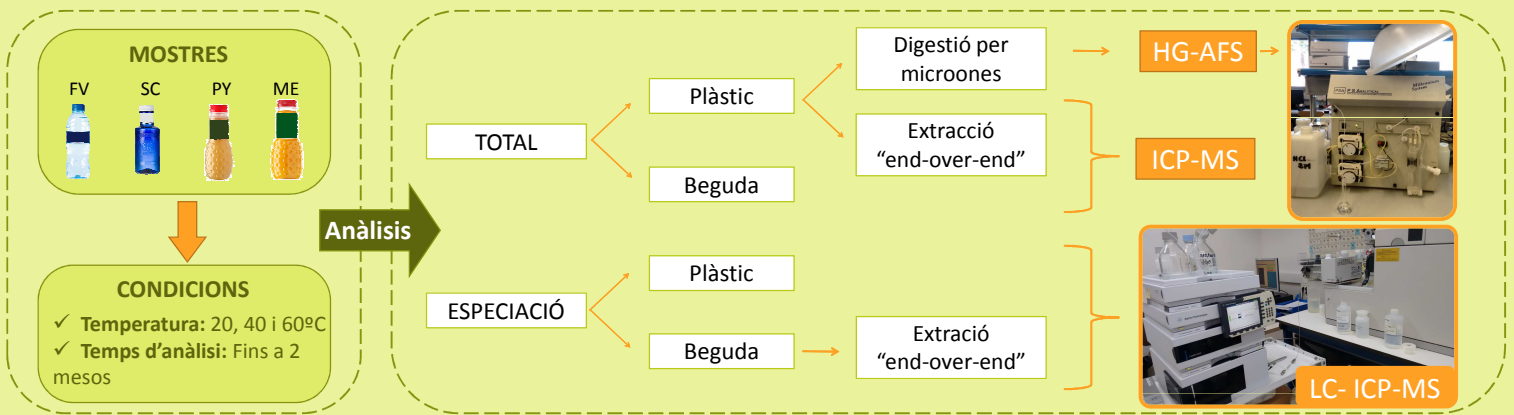 MOSTRES
FV SC PY ME
CONDICIONS
✓ Temperatura: 20, 40 i 60ºC
✓ Temps d’anàlisi: Fins a 2
mesos
Anàlisis
TOTAL
Plàstic
Beguda
Digestió per
microones
Extracció
“end-over-end”
HG-AFS
ICP-MS
ESPECIACIÓ
Plàstic
Beguda
Extració
“end-over-end”
LC- ICP-MS